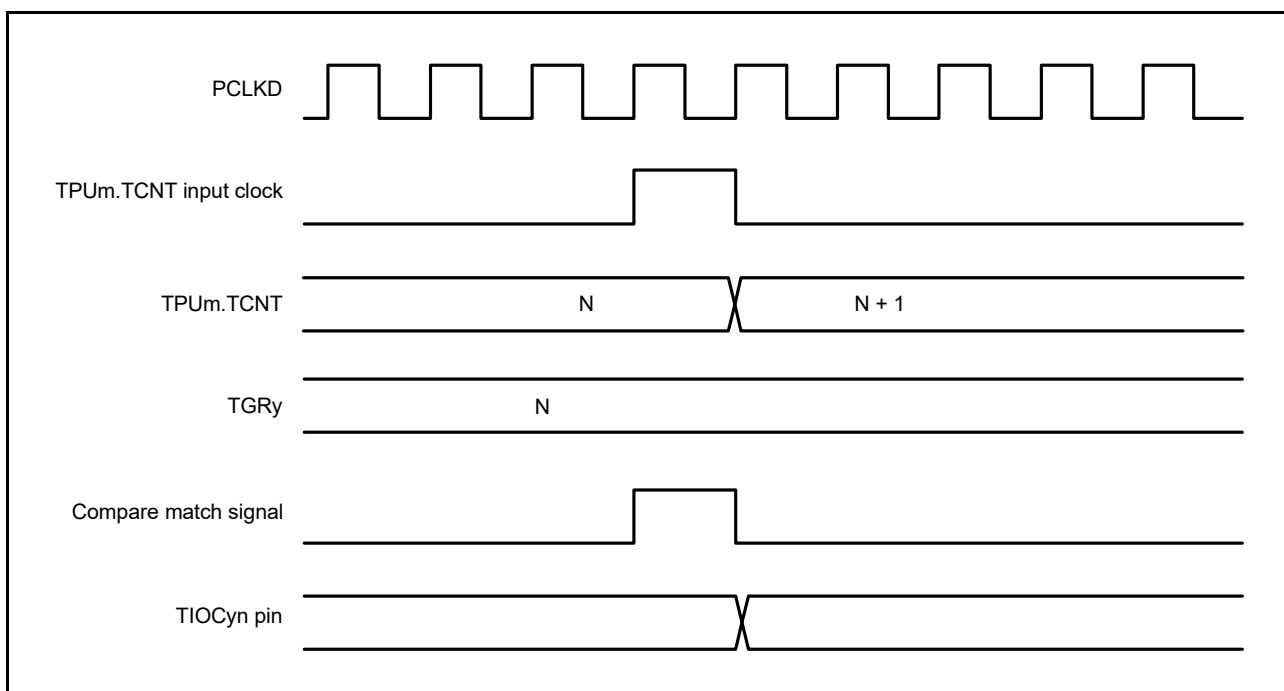 PCLKD
TPUm.TCNT input clock
TPUm.TCNT
N
N + 1
TGRy
N
Compare match signal
TIOCyn pin